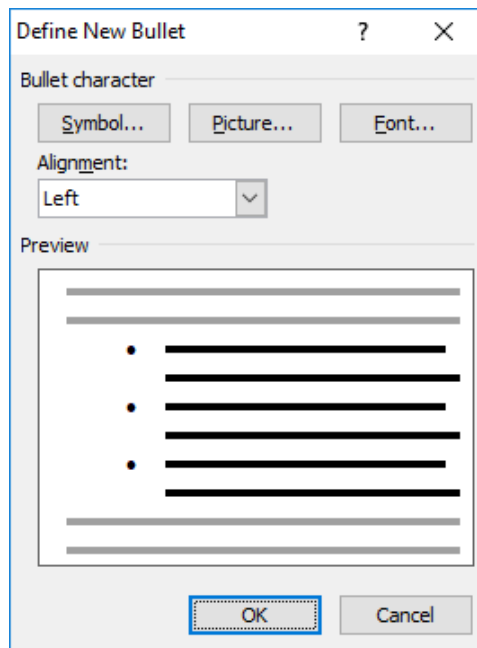 Define New Bullet ?
Bullet character
Symbol... Picture... Font...
Alignment:
Left
Preview
OK Cancel